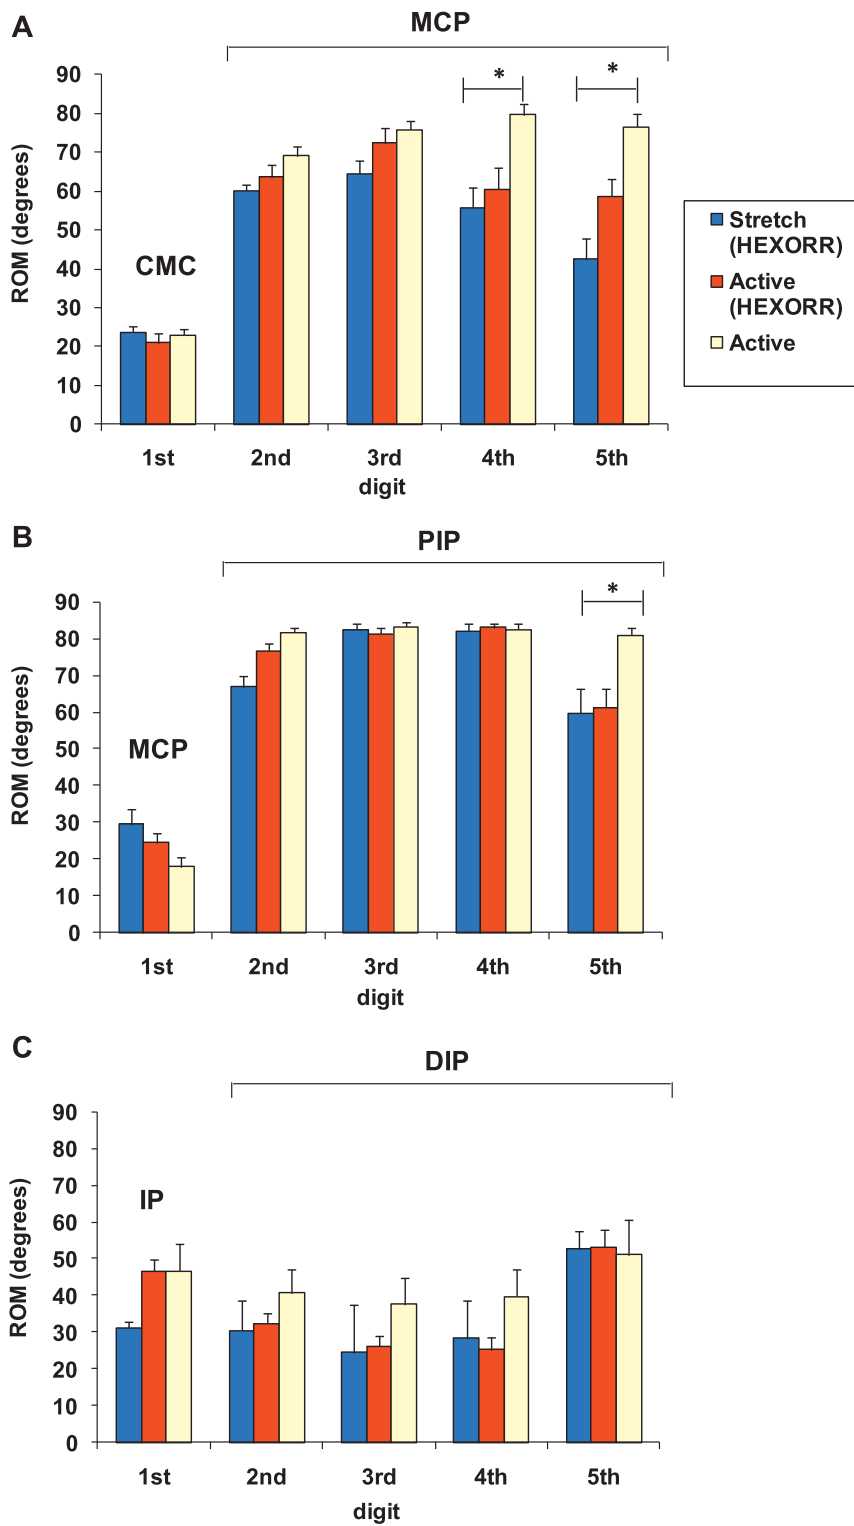 A
MCP
90
80
70
60
50
40
30
20
10
0
ROM (degrees)
CMC
*
*
1st 2nd 3rd 4th 5th
digit
Stretch
(HEXORR)
Active
(HEXORR)
Active
B
PIP
90
80
70
60
50
40
30
20
10
0
ROM (degrees)
MCP
*
1st 2nd 3rd 4th 5th
digit
C
DIP
90
80
70
60
50
40
30
20
10
0
ROM (degrees)
IP
1st 2nd 3rd 4th 5th
digit